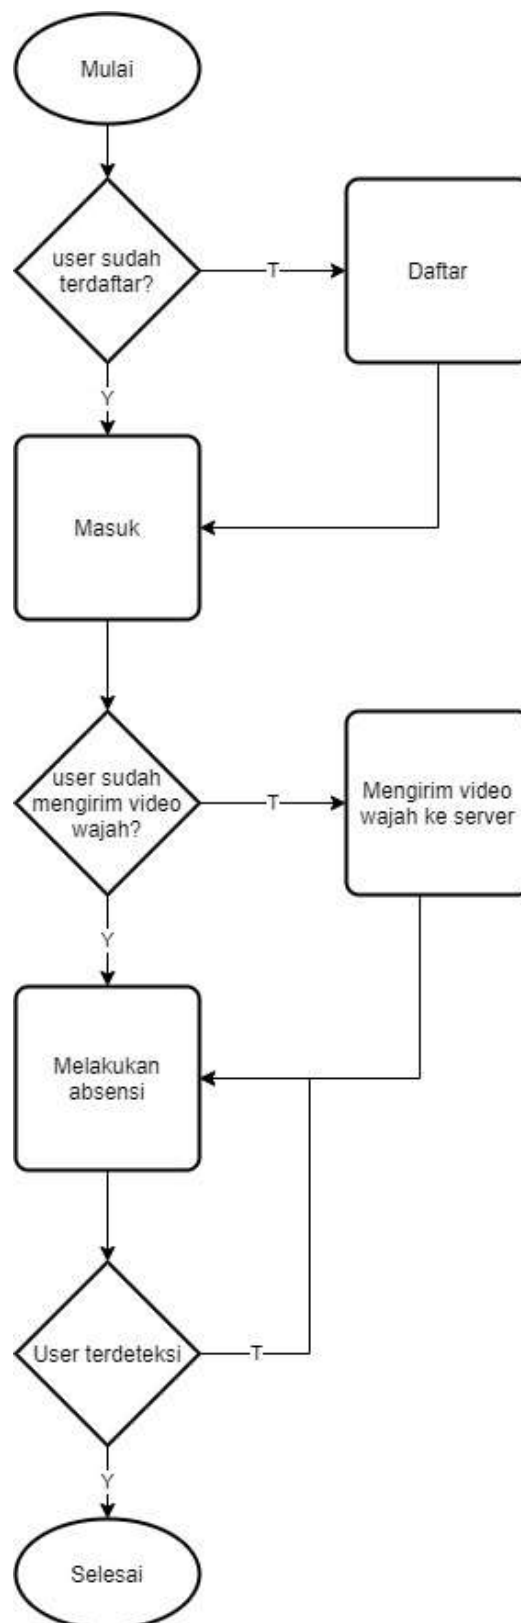 Mulai
user sudah
terdaftar?
T
Daftar
Y
Masuk
user sudah
mengirim video
wajah?
T
Mengirim video
wajah ke server
Y
Melakukan
absensi
User terdeteksi
T
Y
Selesai